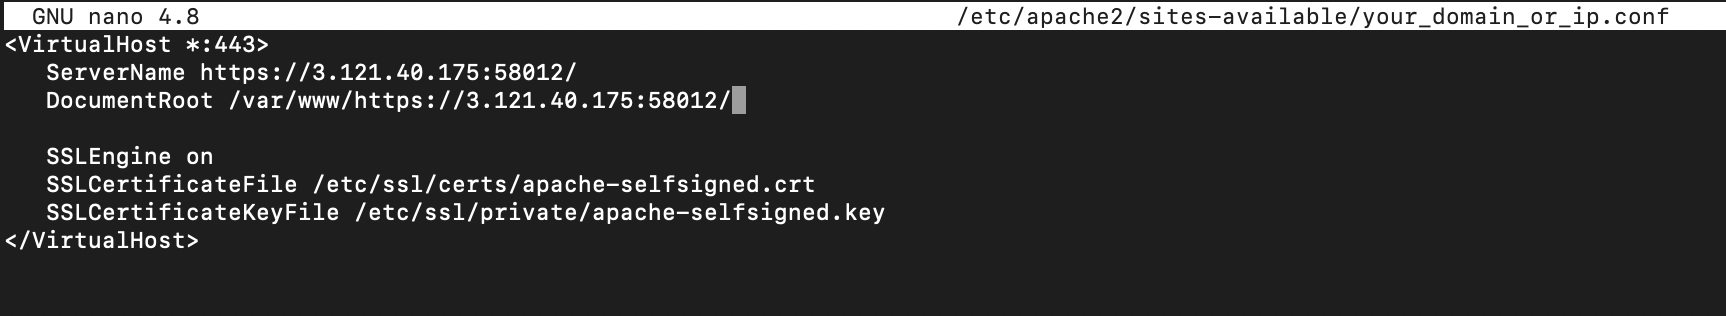 GNU nano 4.8 /etc/apache2/sites-available/your_domain_or_ip.conf
<VirtualHost *:443>
ServerName https://3.121.40.175:58012/
DocumentRoot /var/www/https://3.121.40.175:58012/
SSLEngine on
SSLCertificateFile /etc/ssl/certs/apache-selfsigned.crt
SSLCertificateKeyFile /etc/ssl/private/apache-selfsigned.key
</VirtualHost>